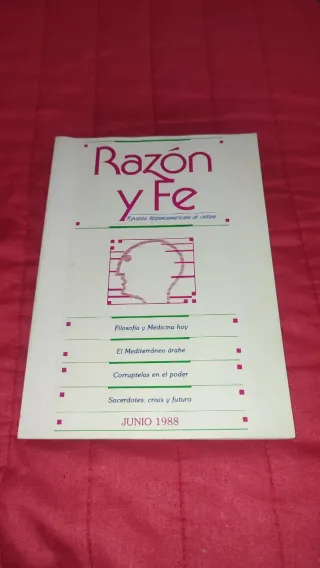 Razón
y Fe
Revista hispanoamericana de cultura
Filosofía y Medicina hoy
El Mediterráneo árabe
Corruptelas en el poder
Sacerdotes: crisis y futuro
JUNIO 1988